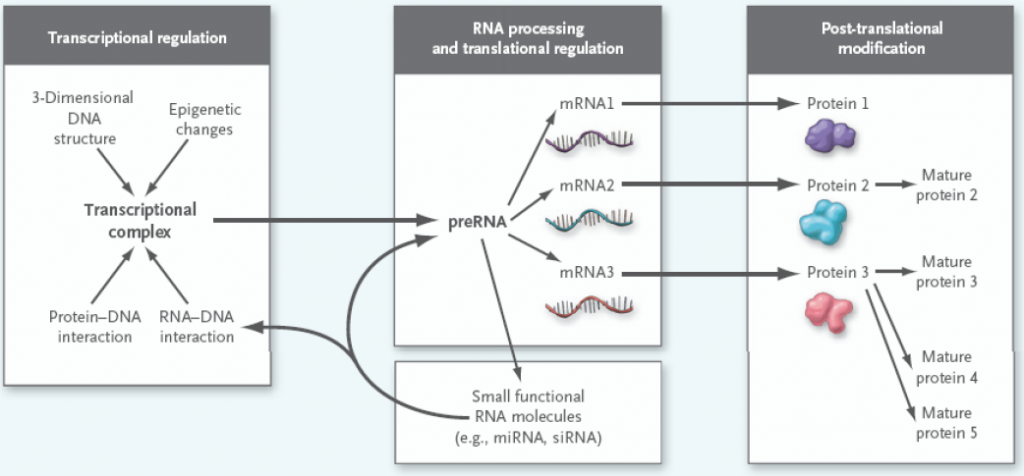 Transcriptional regulation
3-Dimensional
DNA
structure
Epigenetic
changes
Transcriptional
complex
Protein–DNA
interaction
RNA–DNA
interaction
RNA processing
and translational regulation
preRNA
mRNA1
mRNA2
mRNA3
Small functional
RNA molecules
(e.g., miRNA, siRNA)
Post-translational
modification
Protein 1
Protein 2
Mature
protein 2
Protein 3
Mature
protein 3
Mature
protein 4
Mature
protein 5